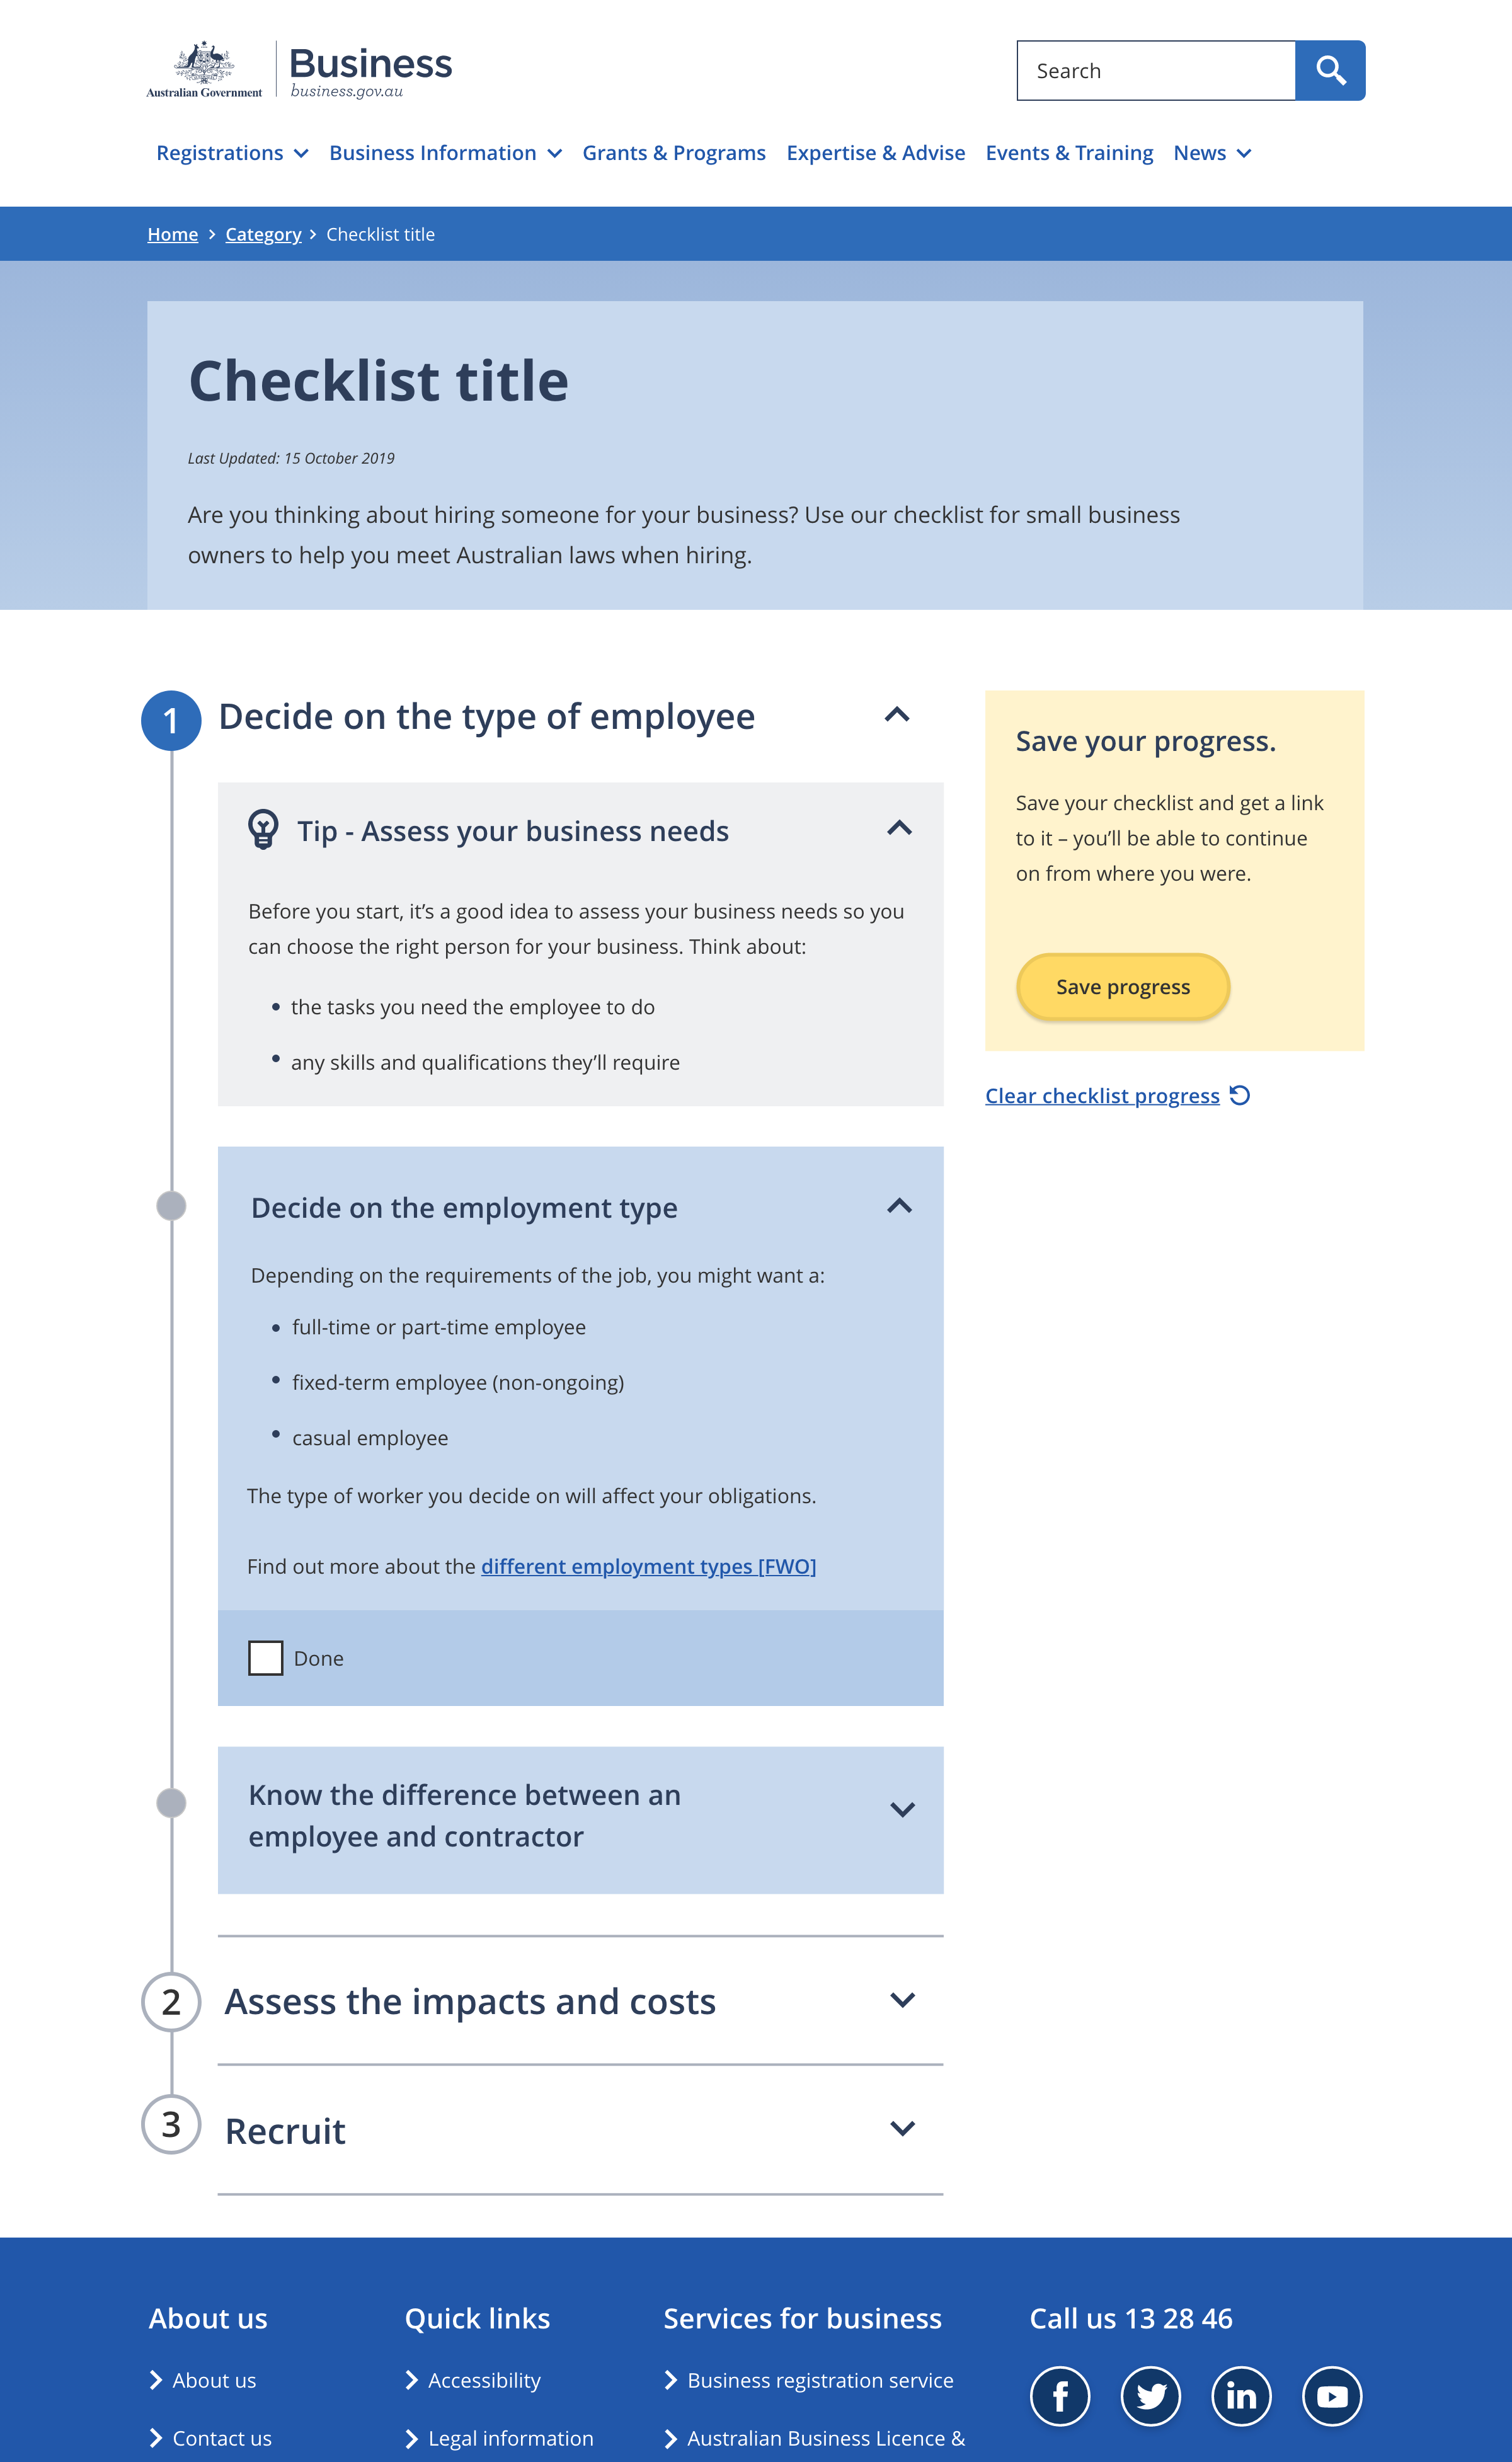 Australian Government
Business
business.gov.au
Search
Registrations Business Information Grants & Programs Expertise & Advise Events & Training News
Home Category Checklist title
Checklist title
Last Updated: 15 October 2019
Are you thinking about hiring someone for your business? Use our checklist for small business
owners to help you meet Australian laws when hiring.
1 Decide on the type of employee
Tip - Assess your business needs
Before you start, it’s a good idea to assess your business needs so you
can choose the right person for your business. Think about:
• the tasks you need the employee to do
• any skills and qualifications they’ll require
Save your progress.
Save your checklist and get a link
to it – you’ll be able to continue
on from where you were.
Save progress
Clear checklist progress
Decide on the employment type
Depending on the requirements of the job, you might want a:
• full-time or part-time employee
• fixed-term employee (non-ongoing)
• casual employee
The type of worker you decide on will affect your obligations.
Find out more about the different employment types [FWO]
Done
Know the difference between an
employee and contractor
2 Assess the impacts and costs
3 Recruit
About us
About us
Contact us
Quick links
Accessibility
Legal information
Services for business
Business registration service
Australian Business Licence &
Call us 13 28 46